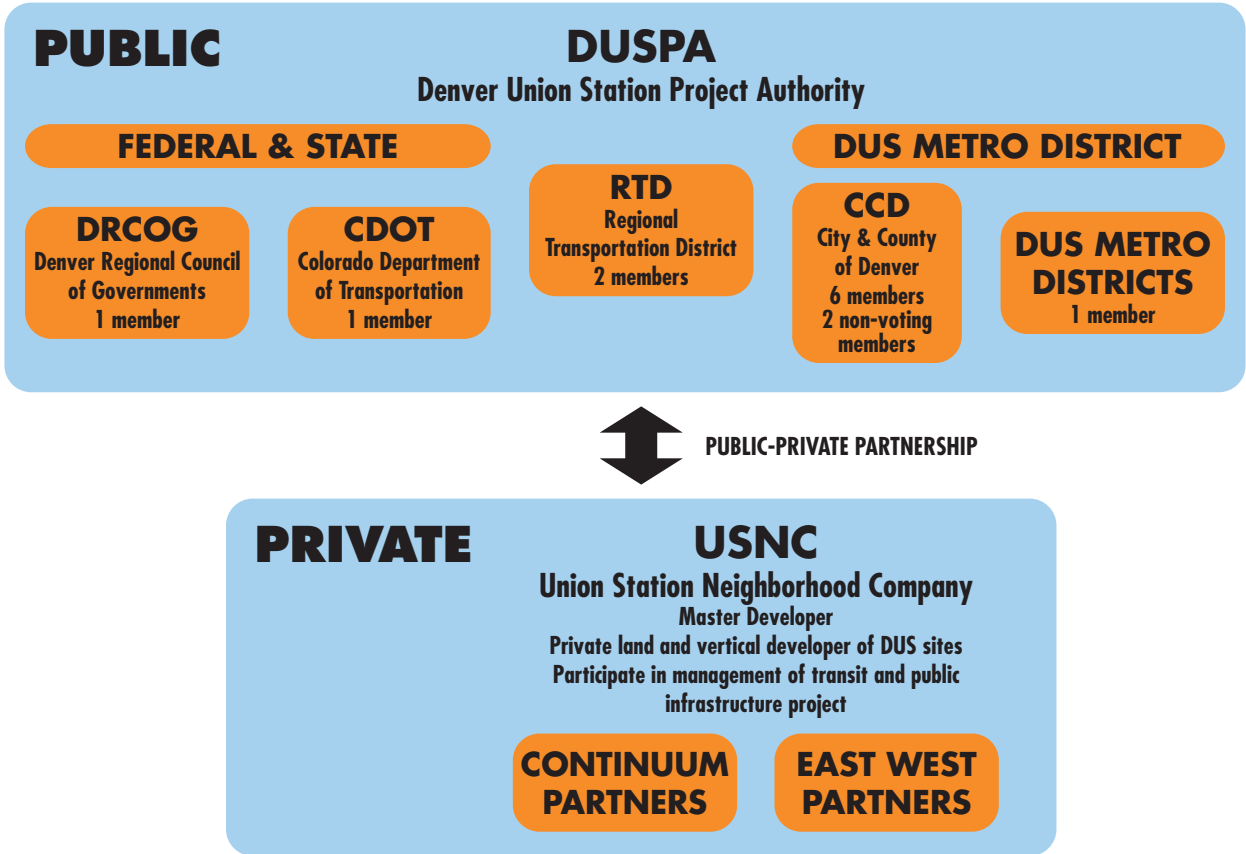 PUBLIC
DUSPA
Denver Union Station Project Authority
FEDERAL & STATE
DRCOG
Denver Regional Council
of Governments
1 member
CDOT
Colorado Department
of Transportation
1 member
RTD
Regional
Transportation District
2 members
DUS METRO DISTRICT
CCD
City & County
of Denver
6 members
2 non-voting
members
DUS METRO
DISTRICTS
1 member
PUBLIC-PRIVATE PARTNERSHIP
PRIVATE
USNC
Union Station Neighborhood Company
Master Developer
Private land and vertical developer of DUS sites
Participate in management of transit and public
infrastructure project
CONTINUUM
PARTNERS
EAST WEST
PARTNERS